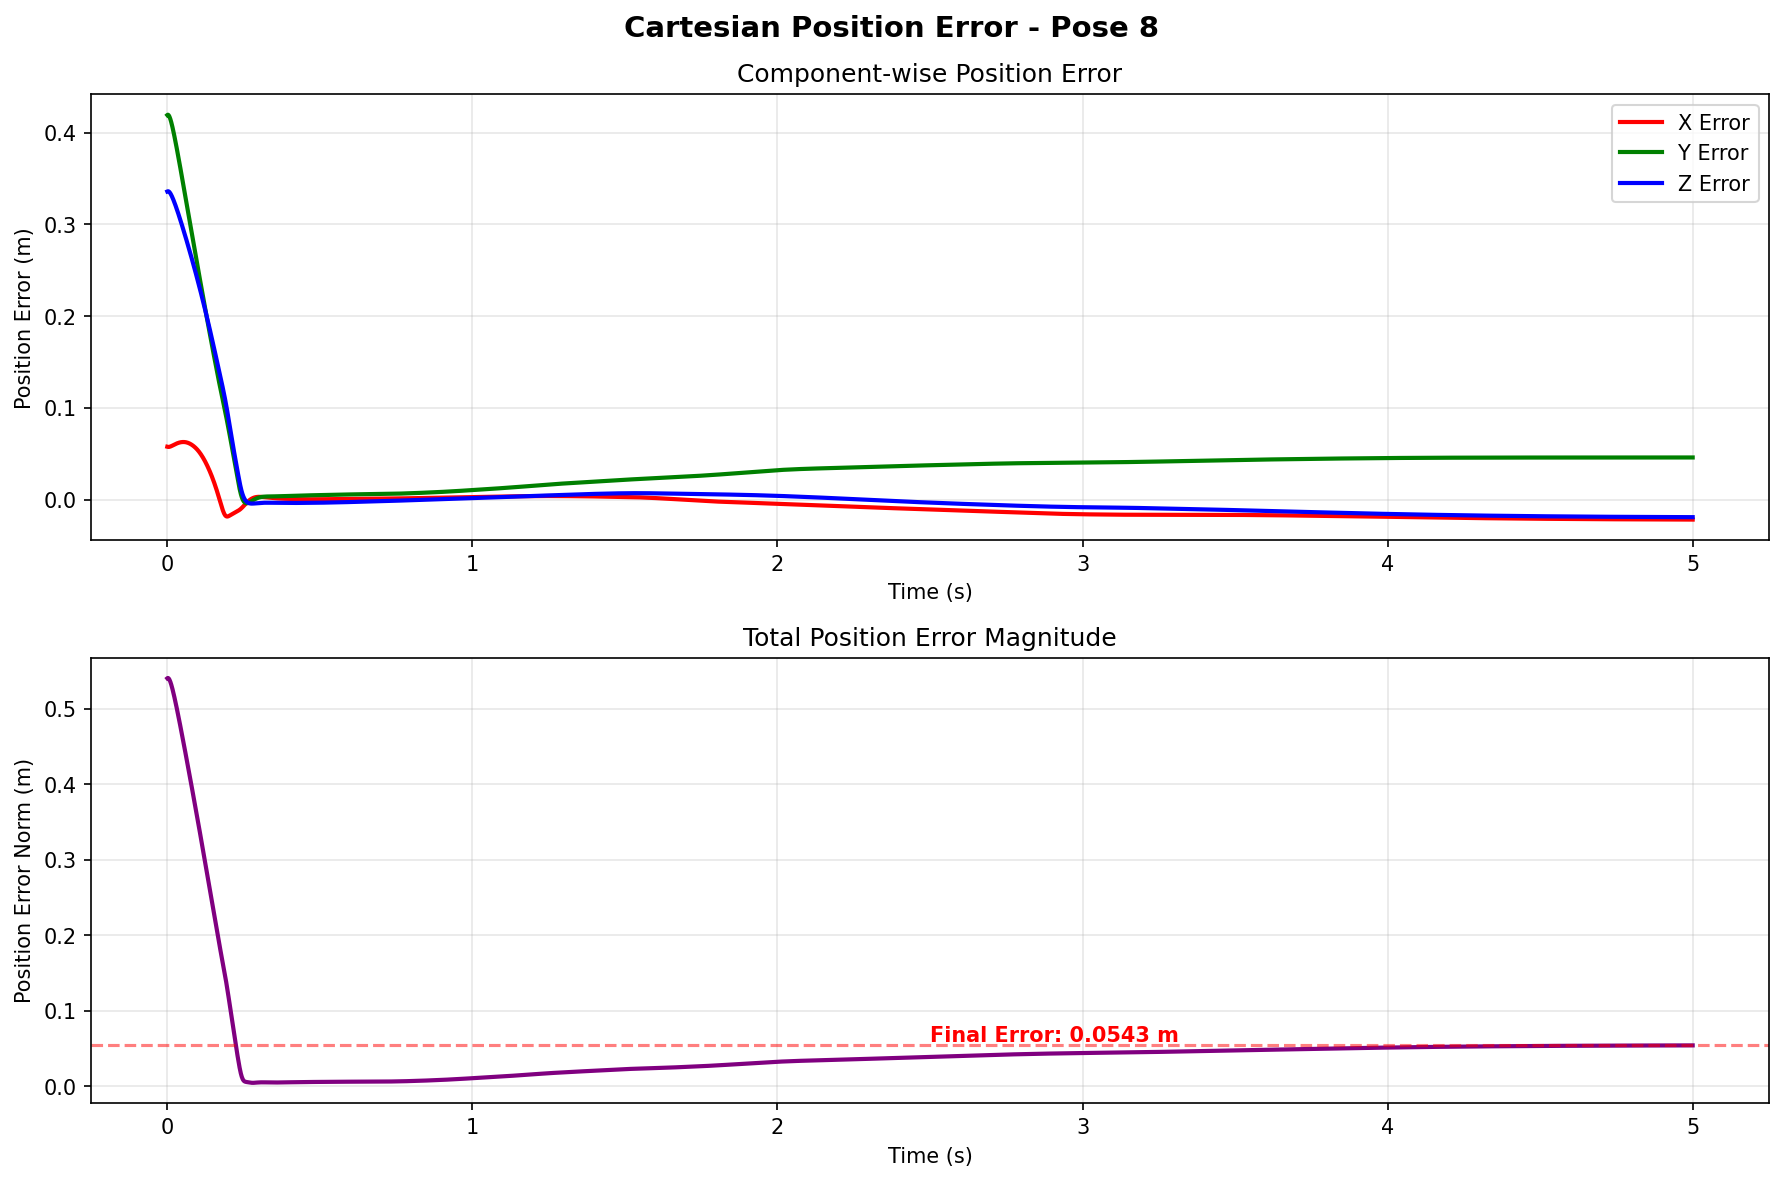 Cartesian Position Error - Pose 8
Component-wise Position Error
Position Error (m)
0.4
0.3
0.2
0.1
0.0
X Error
Y Error
Z Error
0 1 2 3 4 5
Time (s)
Total Position Error Magnitude
Position Error Norm (m)
0.5
0.4
0.3
0.2
0.1
0.0
Final Error: 0.0543 m
0 1 2 3 4 5
Time (s)